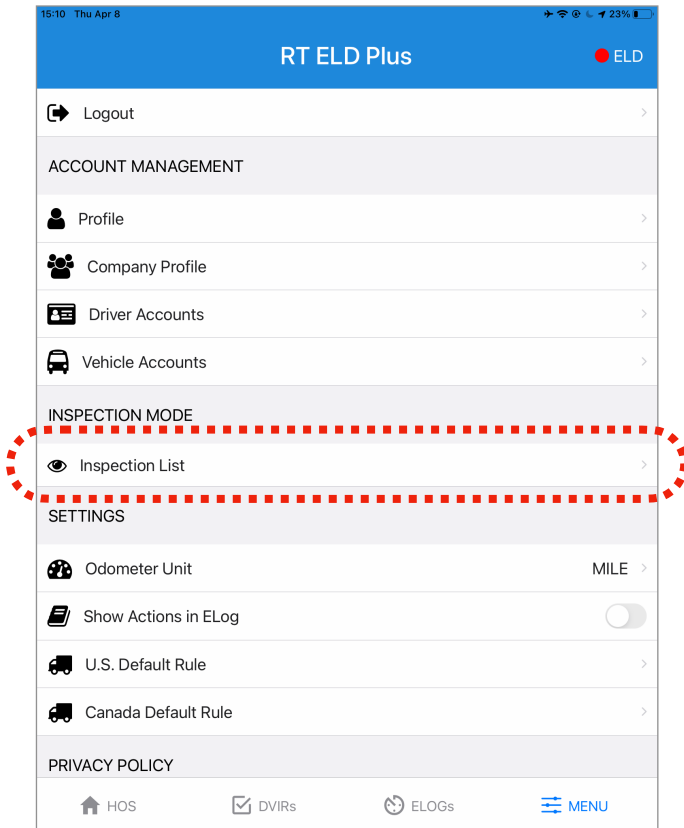 15:10 Thu Apr 8 23%
RT ELD Plus ELD
Logout
ACCOUNT MANAGEMENT
Profile
Company Profile
Driver Accounts
Vehicle Accounts
INSPECTION MODE
Inspection List
SETTINGS
Odometer Unit MILE
Show Actions in ELog
U.S. Default Rule
Canada Default Rule
PRIVACY POLICY
HOS DVIRs ELOGs MENU